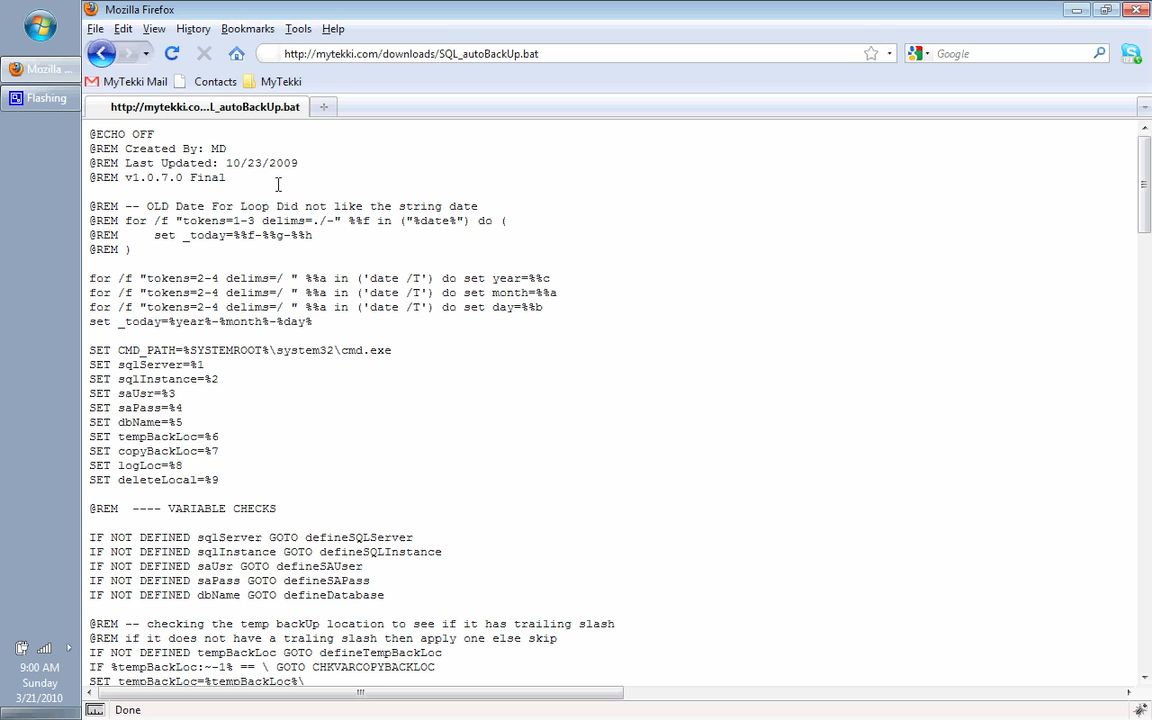 Mozilla Firefox
File Edit View History Bookmarks Tools Help
http://mytekki.com/downloads/SQL_autoBackUp.bat
Google
MyTekki Mail Contacts MyTekki
http://mytekki.co...L_autoBackUp.bat
Mozilla ...
Flashing
@ECHO OFF
@REM Created By: MD
@REM Last Updated: 10/23/2009
@REM v1.0.7.0 Final
@REM -- OLD Date For Loop Did not like the string date
@REM for /f "tokens=1-3 delims=./-" %%f in ("%date%") do (
@REM     set _today=%%f-%%g-%%h
@REM )
for /f "tokens=2-4 delims=/ " %%a in ('date /T') do set year=%%c
for /f "tokens=2-4 delims=/ " %%a in ('date /T') do set month=%%a
for /f "tokens=2-4 delims=/ " %%a in ('date /T') do set day=%%b
set _today=%year%-%month%-%day%
SET CMD_PATH=%SYSTEMROOT%\system32\cmd.exe
SET sqlServer=%1
SET sqlInstance=%2
SET saUsr=%3
SET saPass=%4
SET dbName=%5
SET tempBackLoc=%6
SET copyBackLoc=%7
SET logLoc=%8
SET deleteLocal=%9
@REM  ---- VARIABLE CHECKS
IF NOT DEFINED sqlServer GOTO defineSQLServer
IF NOT DEFINED sqlInstance GOTO defineSQLInstance
IF NOT DEFINED saUsr GOTO defineSAUser
IF NOT DEFINED saPass GOTO defineSAPass
IF NOT DEFINED dbName GOTO defineDatabase
@REM -- checking the temp backUp location to see if it has trailing slash
@REM if it does not have a traling slash then apply one else skip
IF NOT DEFINED tempBackLoc GOTO defineTempBackLoc
IF %tempBackLoc:~-1% == \ GOTO CHKVARCOPYBACKLOC
SET tempBackLoc=%tempBackLoc%\
9:00 AM
Sunday
3/21/2010
Done